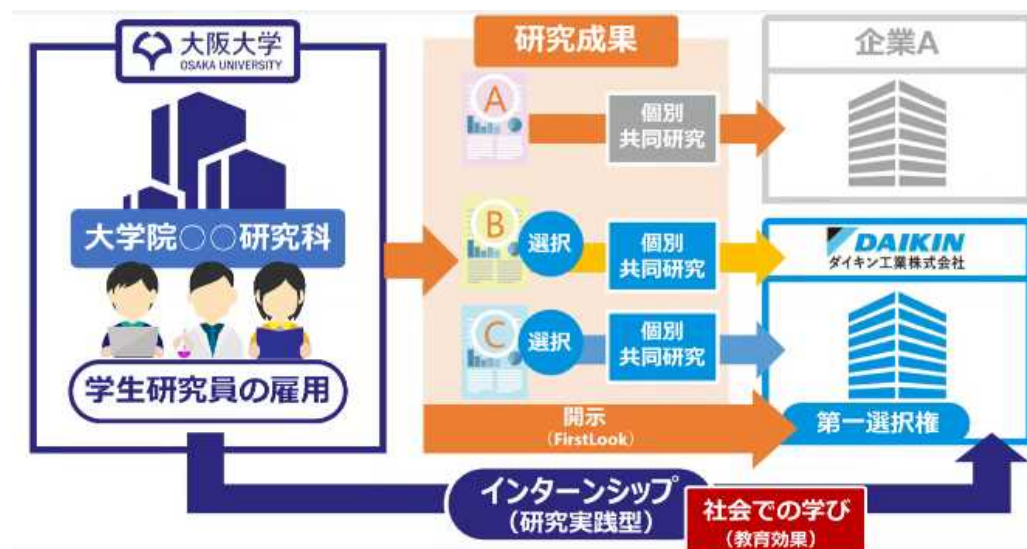 大阪大学
OSAKA UNIVERSITY
大学院○○研究科
学生研究員の雇用
研究成果
A
個別
共同研究
B
選択
個別
共同研究
C
選択
個別
共同研究
開示
(FirstLook)
企業A
DAIKIN
ダイキン工業株式会社
第一選択権
インターンシップ
(研究実践型)
社会での学び
(教育効果)